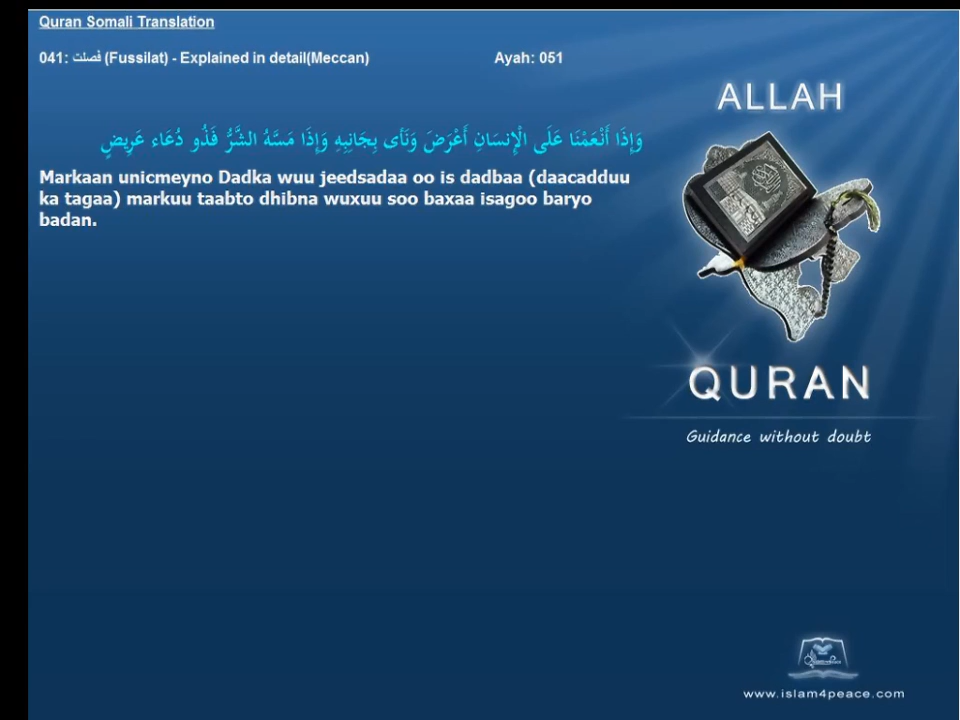 Quran Somali Translation
041: فصلت (Fussilat) - Explained in detail(Meccan)
Ayah: 051
وَإِذَا أَنْعَمْنَا عَلَى الْإِنسَانِ أَعْرَضَ وَنَأى بِجَانِبِهِ وَإِذَا مَسَّهُ الشَّرُّ فَذُو دُعَاء عَرِيضٍ
Markaan unicmeyno Dadka wuu jeedsadaa oo is dadbaa (daacadduu
ka tagaa) markuu taabto dhibna wuxuu soo baxaa isagoo baryo
badan.
ALLAH
QURAN
Guidance without doubt
www.islam4peace.com